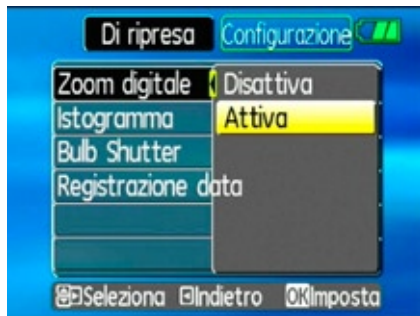 Di ripresa Configurazione
Zoom digitale Disattiva
Istogramma Attiva
Bulb Shutter
Registrazione data
Seleziona Indietro OK Imposta